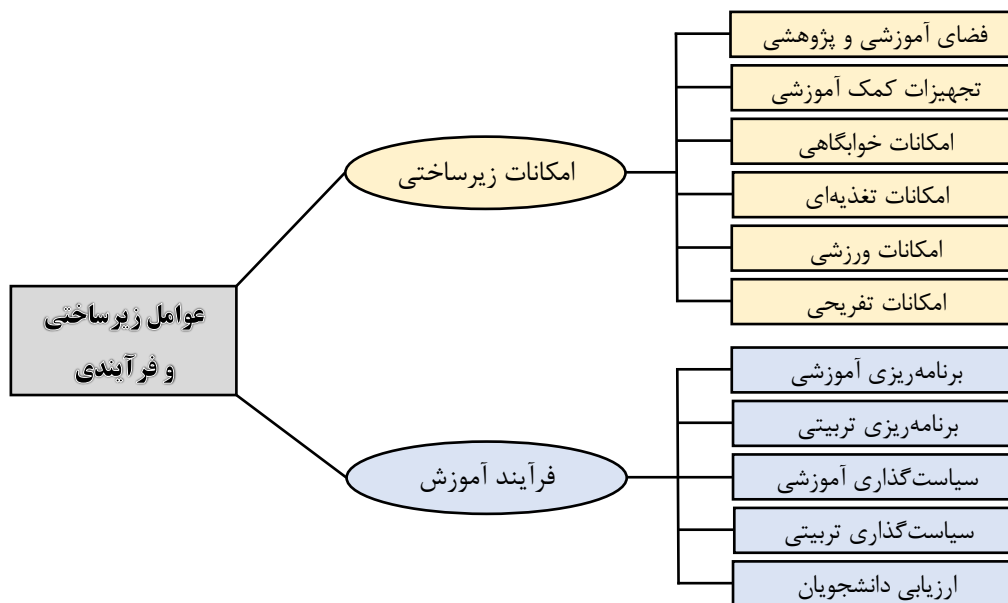 فضای آموزشی و پژوهشی
تجهیزات کمک آموزشی
امکانات خوابگاهی
امکانات زیرساختی
امکانات تغذیه‌ای
امکانات ورزشی
امکانات تفریحی
عوامل زیرساختی
و فرآیندی
برنامه‌ریزی آموزشی
برنامه‌ریزی تربیتی
فرآیند آموزش
سیاست‌گذاری آموزشی
سیاست‌گذاری تربیتی
ارزیابی دانشجویان